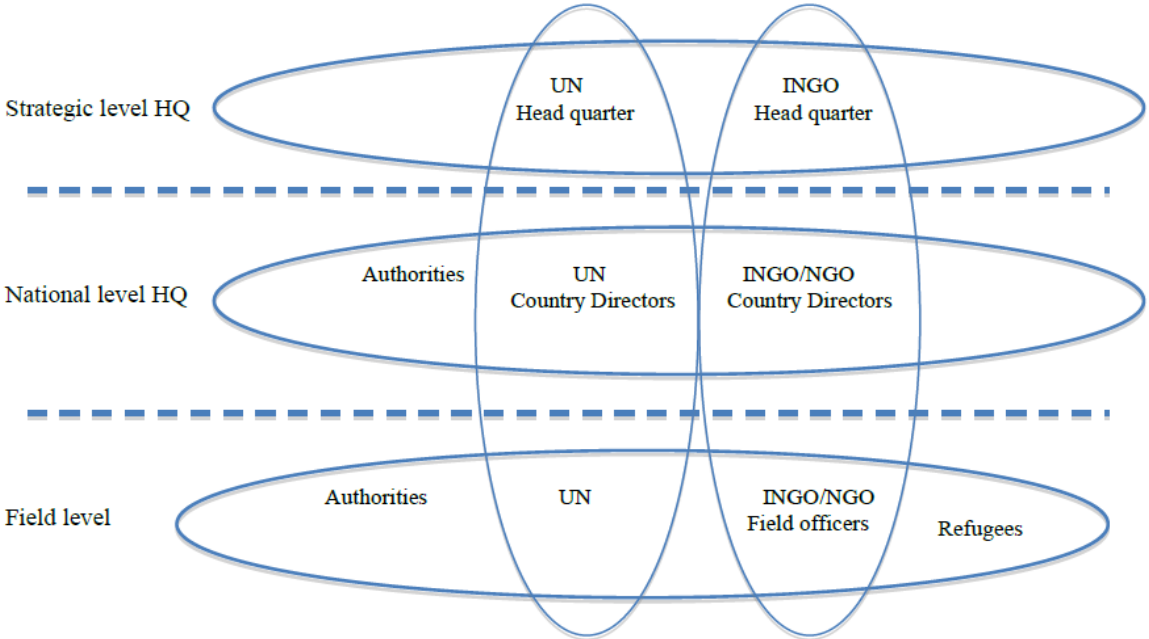 UN
INGO
Strategic level HQ
Head quarter
Head quarter
Authorities
UN
INGO/NGO
National level HQ
Country Directors
Country Directors
Authorities
UN
INGO/NGO
Field level
Field officers
Refugees